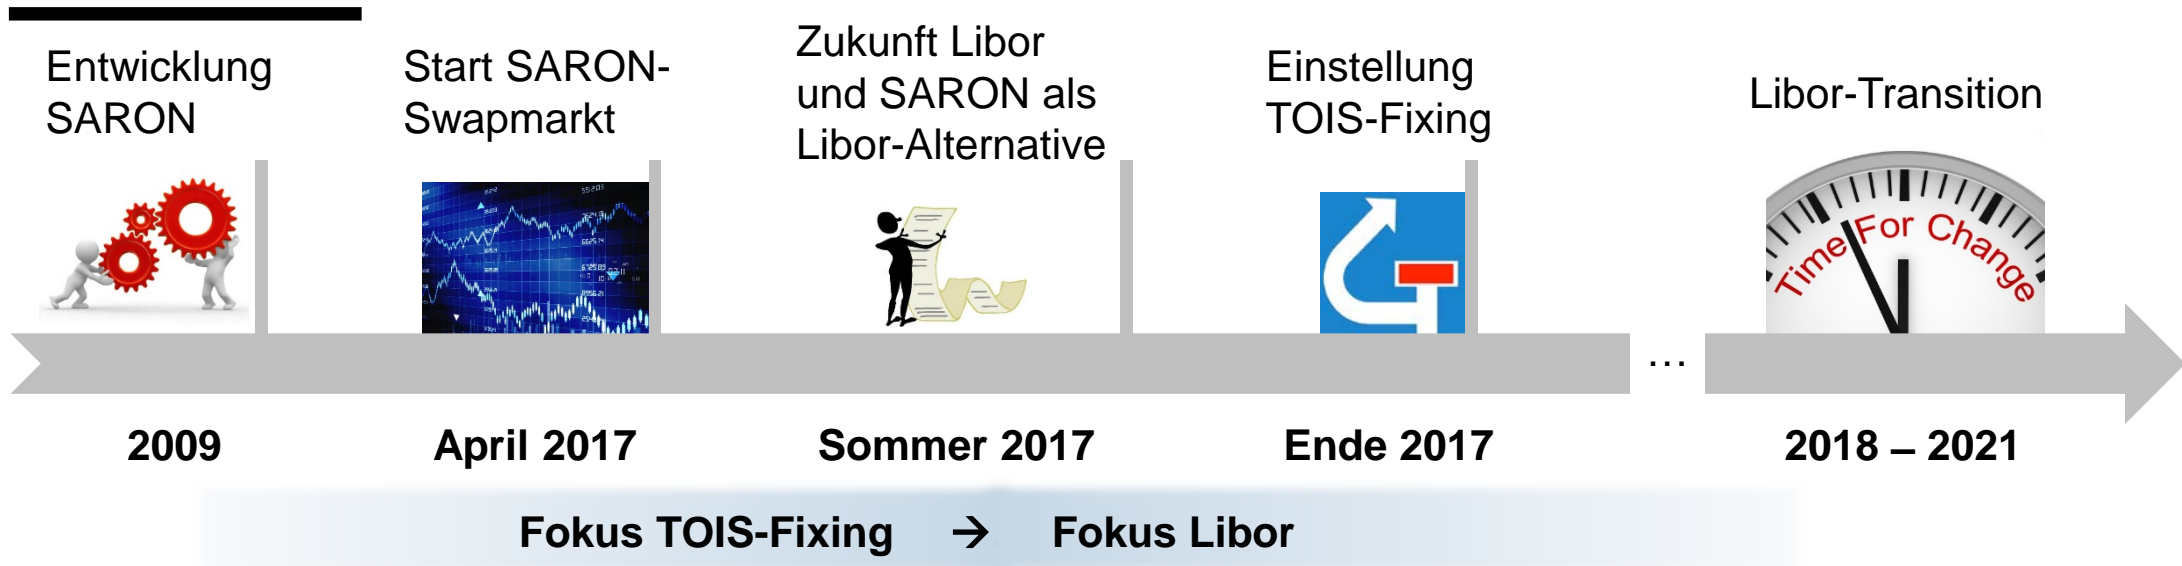 Entwicklung
SARON
Start SARON-
Swapmarkt
Zukunft Libor
und SARON als
Libor-Alternative
Einstellung
TOIS-Fixing
Libor-Transition
Time For Change
...
2009
April 2017
Sommer 2017
Ende 2017
2018 – 2021
Fokus TOIS-Fixing → Fokus Libor